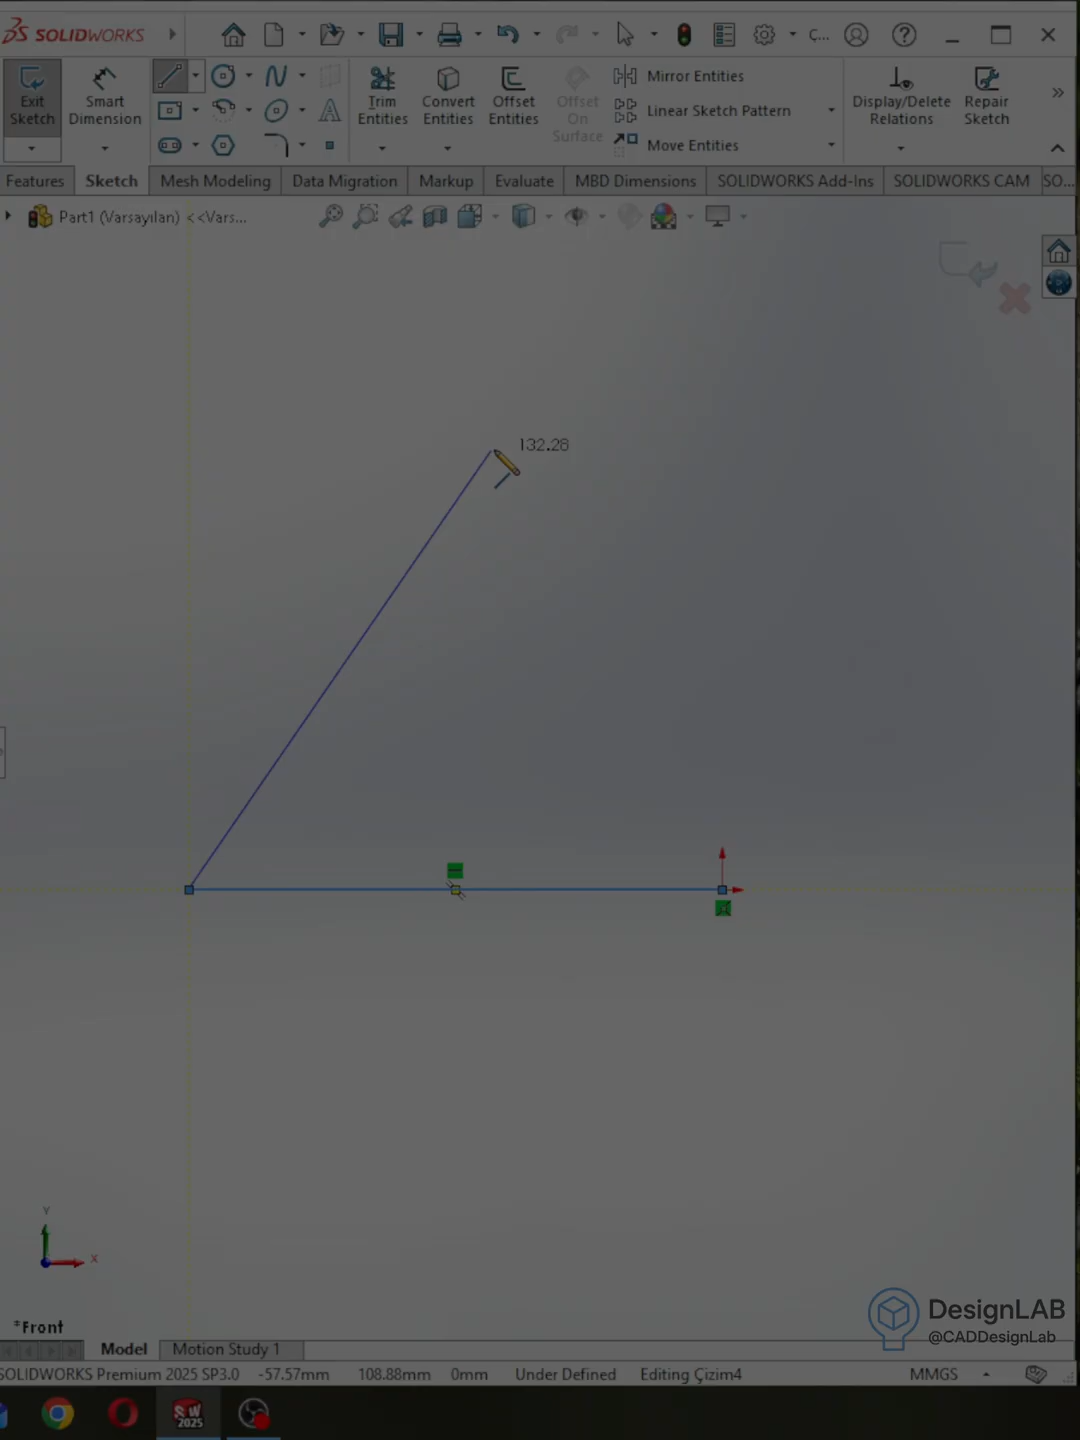 SOLIDWORKS
Ç...
Exit Sketch
Smart Dimension
Trim Entities
Convert Entities
Offset Entities
Offset On Surface
Mirror Entities
Linear Sketch Pattern
Move Entities
Display/Delete Relations
Repair Sketch
Features
Sketch
Mesh Modeling
Data Migration
Markup
Evaluate
MBD Dimensions
SOLIDWORKS Add-Ins
SOLIDWORKS CAM
SO...
Part1 (Varsayılan) <<Vars...
132.28
Y
X
*Front
DesignLAB
@CADDesignLab
Model
Motion Study 1
SOLIDWORKS Premium 2025 SP3.0
-57.57mm
108.88mm
0mm
Under Defined
Editing Çizim4
MMGS
SW
2025